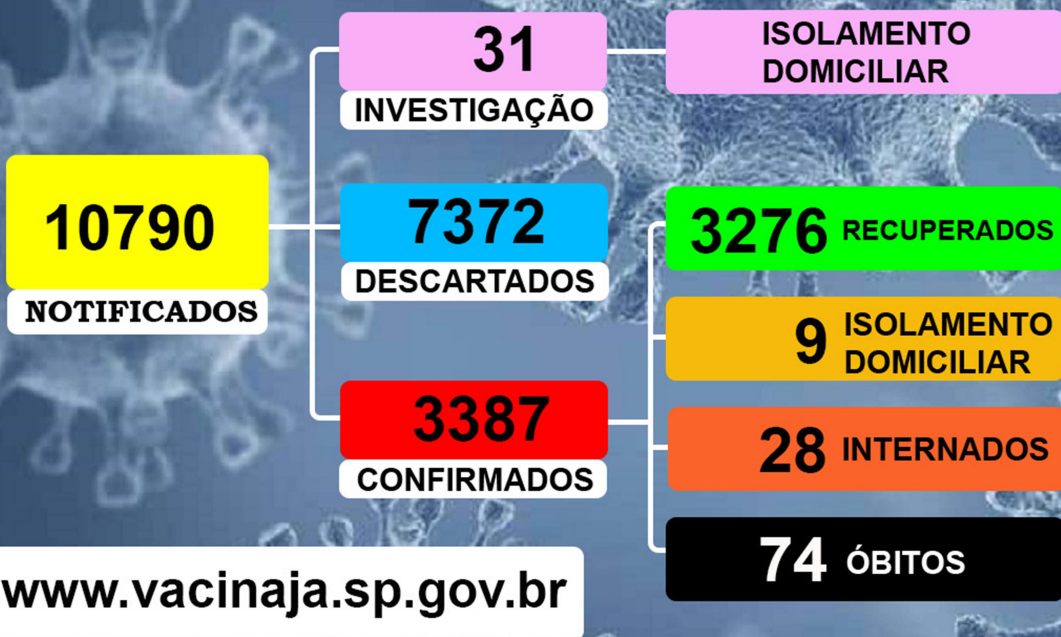 10790
NOTIFICADOS
31
INVESTIGAÇÃO
ISOLAMENTO
DOMICILIAR
7372
DESCARTADOS
3387
CONFIRMADOS
3276 RECUPERADOS
9 ISOLAMENTO
DOMICILIAR
28 INTERNADOS
74 ÓBITOS
www.vacinaja.sp.gov.br